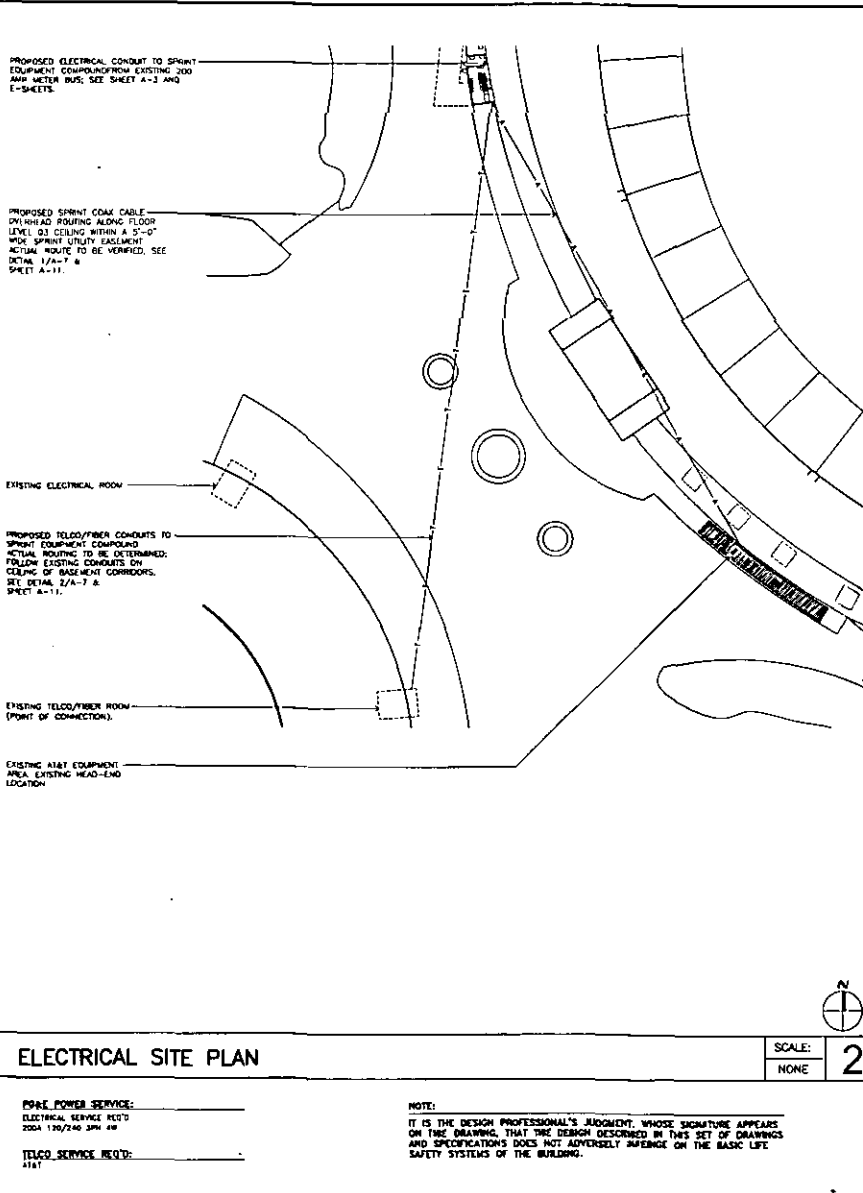 PROPOSED ELECTRICAL CONDUIT TO SPRINT
EQUIPMENT COMPOUNDFROM EXISTING 200
AMP METER BUS; SEE SHEET A-3 AND
E-SHEETS.
PROPOSED SPRINT COAX CABLE
OVERHEAD ROUTING ALONG FLOOR
LEVEL 03 CEILING WITHIN A 5'-0"
WIDE SPRINT UTILITY EASEMENT
ACTUAL ROUTE TO BE VERIFIED, SEE
DETAIL 1/A-7 &
SHEET A-11.
EXISTING ELECTRICAL ROOM
PROPOSED TELCO/FIBER CONDUITS TO
SPRINT EQUIPMENT COMPOUND
ACTUAL ROUTING TO BE DETERMINED;
FOLLOW EXISTING CONDUITS ON
CEILING OF BASEMENT CORRIDORS.
SEE DETAIL 2/A-7 &
SHEET A-11.
EXISTING TELCO/FIBER ROOM
(POINT OF CONNECTION).
EXISTING AT&T EQUIPMENT
AREA EXISTING HEAD-END
LOCATION
N
ELECTRICAL SITE PLAN
SCALE:
NONE
2
PG&E POWER SERVICE:
ELECTRICAL SERVICE REQ'D
200A 120/240 3PH 4W
TELCO SERVICE REQ'D:
AT&T
NOTE:
IT IS THE DESIGN PROFESSIONAL'S JUDGMENT, WHOSE SIGNATURE APPEARS
ON THE DRAWING, THAT THE DESIGN DESCRIBED IN THIS SET OF DRAWINGS
AND SPECIFICATIONS DOES NOT ADVERSELY INFRINGE ON THE BASIC LIFE
SAFETY SYSTEMS OF THE BUILDING.